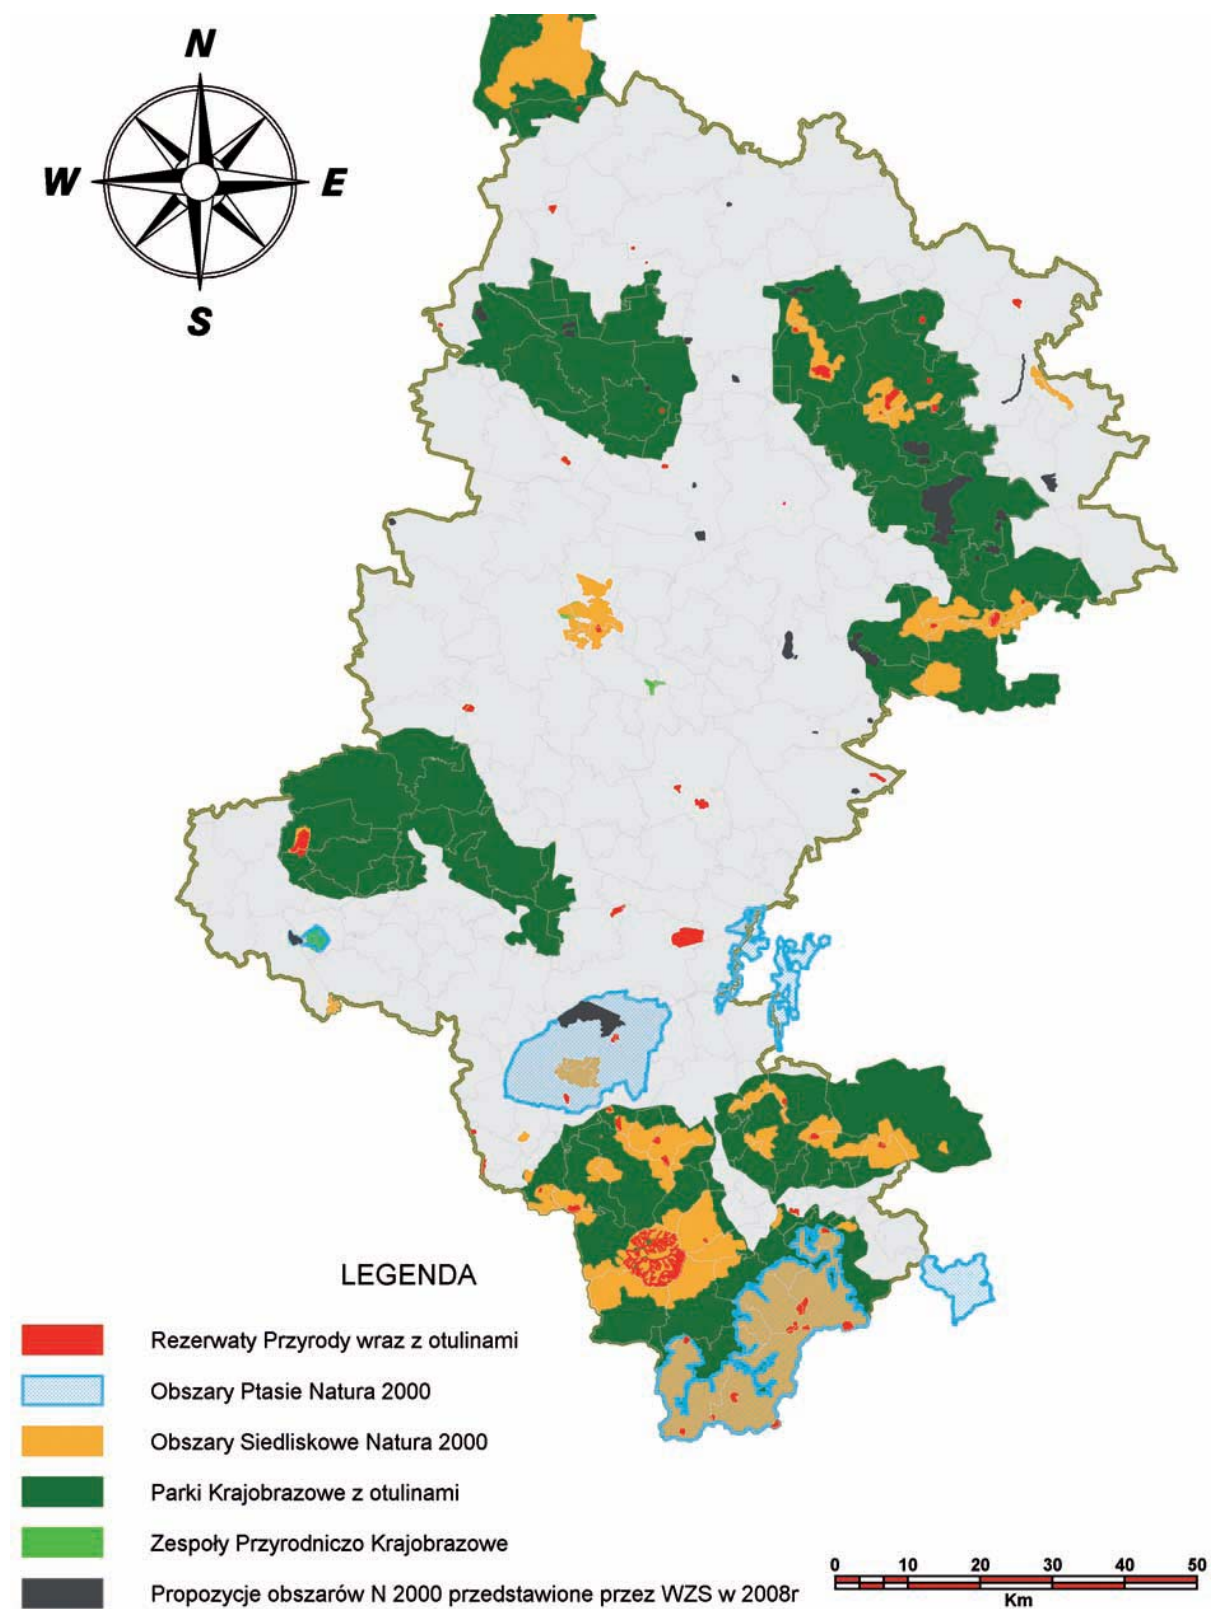 N
W
E
S
LEGENDA
Rezerwaty Przyrody wraz z otulinami
Obszary Ptasie Natura 2000
Obszary Siedliskowe Natura 2000
Parki Krajobrazowe z otulinami
Zespoły Przyrodniczo Krajobrazowe
Propozycje obszarów N 2000 przedstawione przez WZS w 2008r
0 10 20 30 40 50
Km